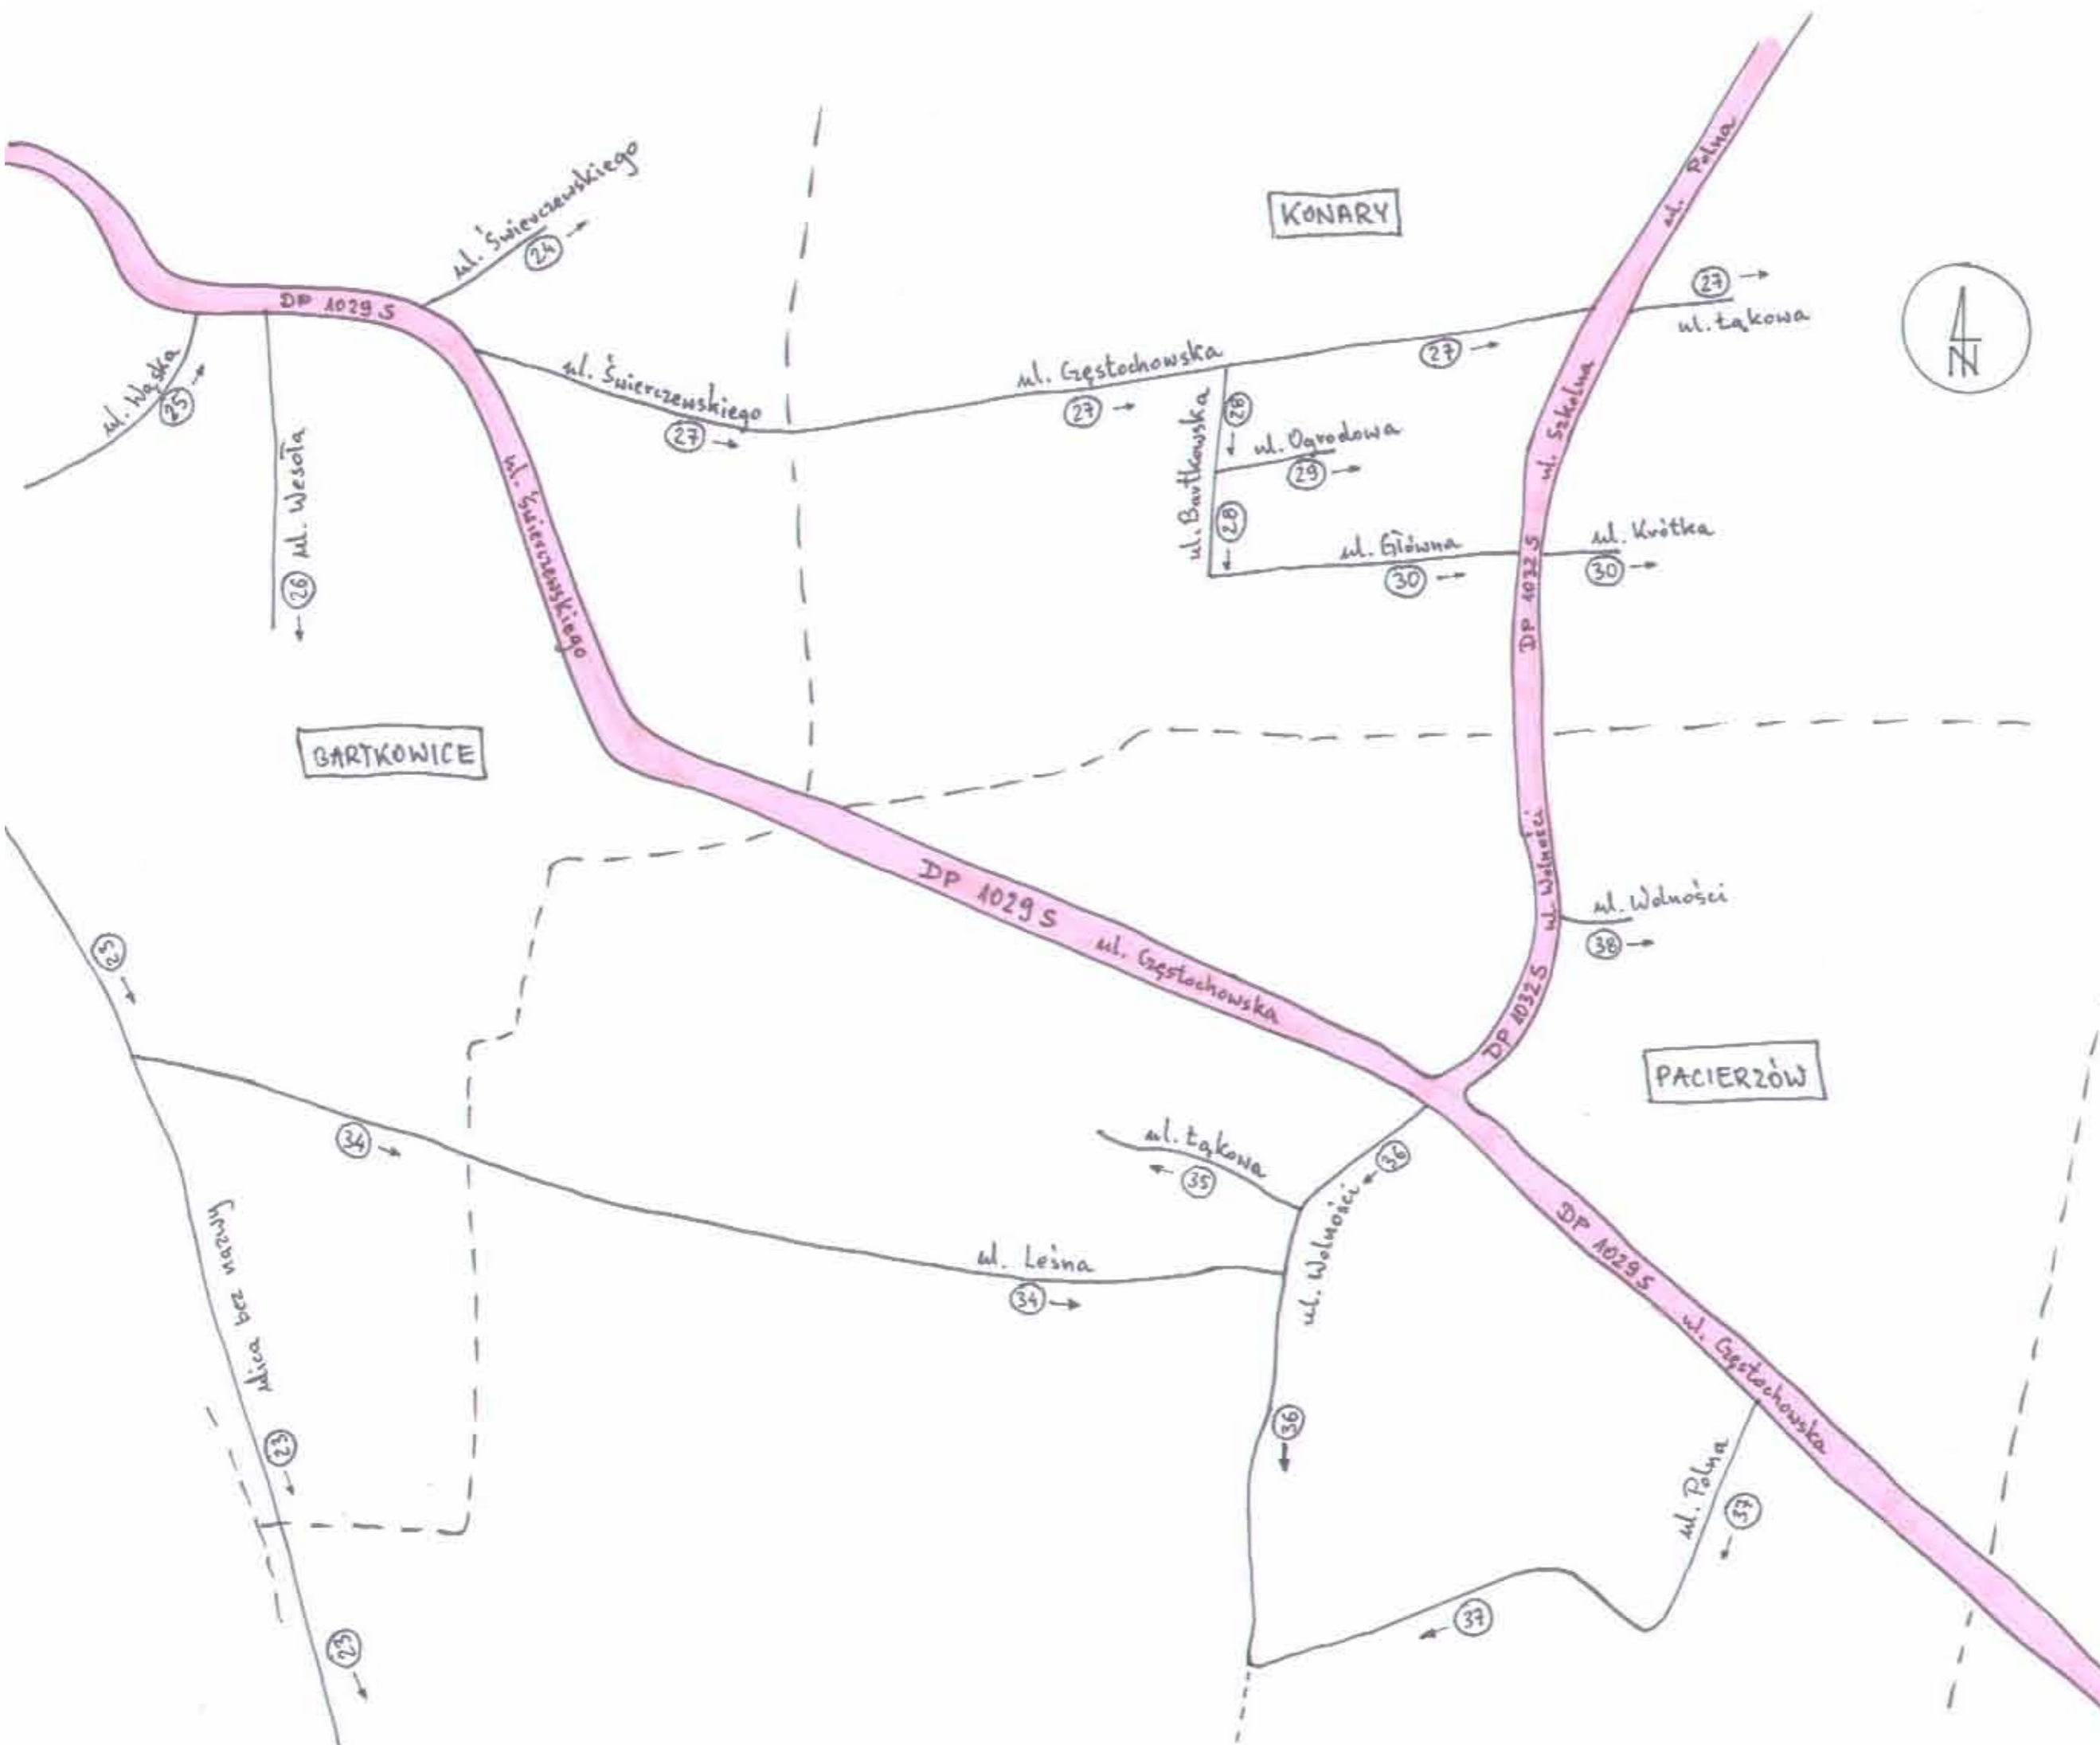 ul. Polna
ul. Świerczewskiego
24
KONARY
27
ul. Łąkowa
DP 1029 S
ul. Wąska
25
ul. Świerczewskiego
27
ul. Częstochowska
27
27
N
ul. Wesoła
26
ul. Bartkowska
28
ul. Ogrodowa
29
28
ul. Szkolna
ul. Główna
30
ul. Krótka
30
DP 1032 S
ul. Świerczewskiego
BARTKOWICE
DP 1029 S
ul. Częstochowska
ul. Wolności
ul. Wolności
38
23
DP 1032 S
PACIERZÓW
34
ul. Łąkowa
35
36
ulica bez nazwy
ul. Wolności
DP 1029 S
ul. Leśna
34
ul. Częstochowska
23
36
ul. Polna
37
37
23